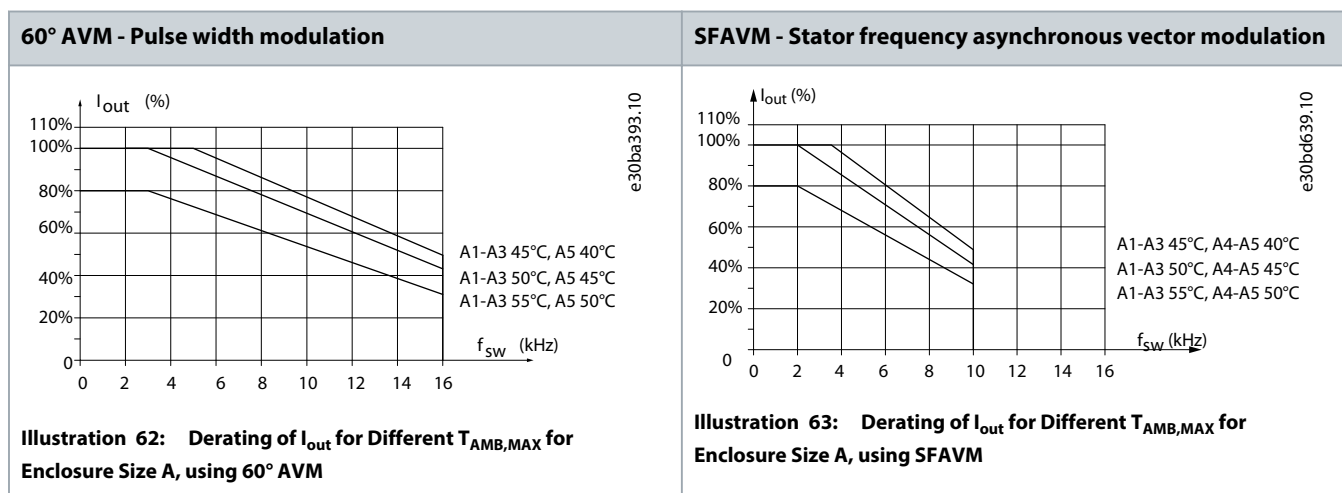 60° AVM - Pulse width modulation
SFAVM - Stator frequency asynchronous vector modulation
Iout (%)
110%
100%
80%
60%
40%
20%
0
0 2 4 6 8 10 12 14 16
fSW (kHz)
A1-A3 45°C, A5 40°C
A1-A3 50°C, A5 45°C
A1-A3 55°C, A5 50°C
e30ba393.10
Illustration 62: Derating of Iout for Different TAMB,MAX for
Enclosure Size A, using 60° AVM
Iout (%)
110%
100%
80%
60%
40%
20%
0
0 2 4 6 8 10 12 14 16
fSW (kHz)
A1-A3 45°C, A4-A5 40°C
A1-A3 50°C, A4-A5 45°C
A1-A3 55°C, A4-A5 50°C
e30bd639.10
Illustration 63: Derating of Iout for Different TAMB,MAX for
Enclosure Size A, using SFAVM